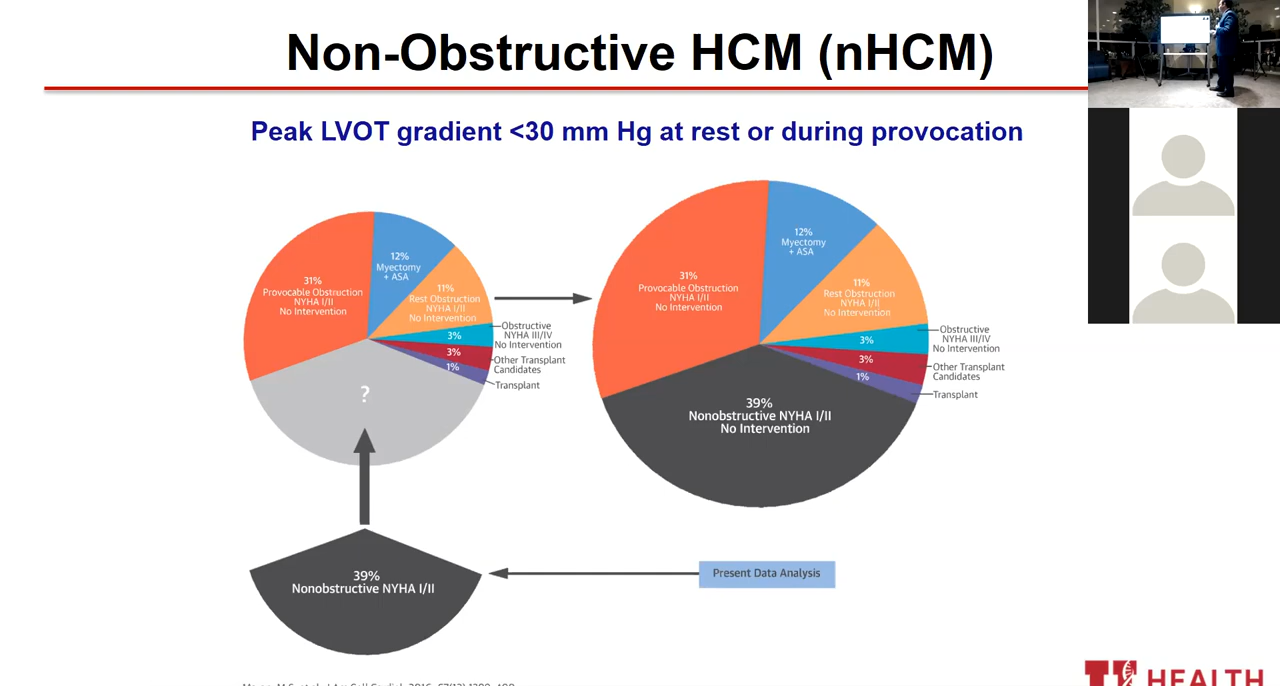 Non-Obstructive HCM (nHCM)
Peak LVOT gradient <30 mm Hg at rest or during provocation
31%
Provocable Obstruction
NYHA I/II
No Intervention
12%
Myectomy
+ ASA
11%
Rest Obstruction
NYHA I/II
No Intervention
3%
Obstructive
NYHA III/IV
No Intervention
3%
Other Transplant
Candidates
1%
Transplant
?
31%
Provocable Obstruction
NYHA I/II
No Intervention
12%
Myectomy
+ ASA
11%
Rest Obstruction
NYHA I/II
No Intervention
3%
Obstructive
NYHA III/IV
No Intervention
3%
Other Transplant
Candidates
1%
Transplant
39%
Nonobstructive NYHA I/II
No Intervention
39%
Nonobstructive NYHA I/II
Present Data Analysis
HEALTH